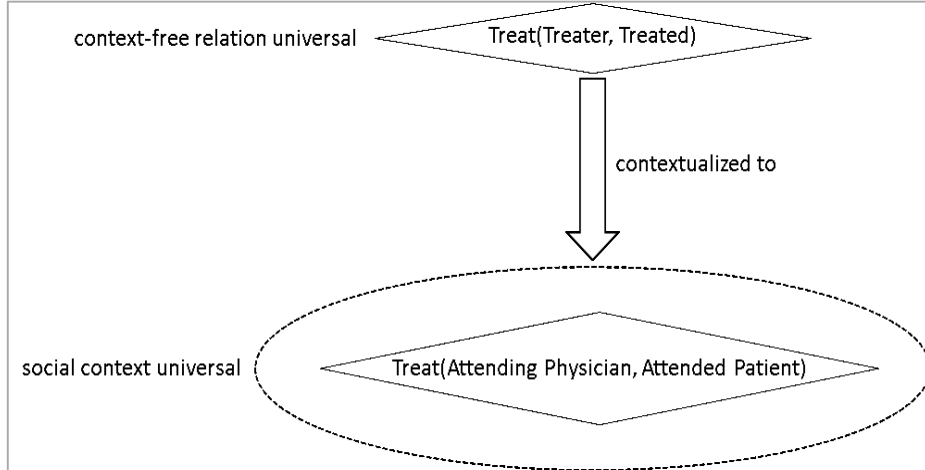 context-free relation universal
Treat(Treater, Treated)
contextualized to
social context universal
Treat(Attending Physician, Attended Patient)